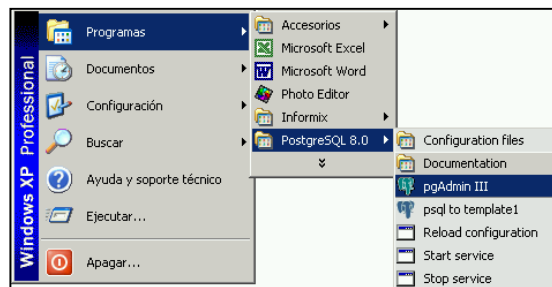 Windows XP Professional
Programas
Documentos
Configuración
Buscar
Ayuda y soporte técnico
Ejecutar...
Apagar...
Accesorios
Microsoft Excel
Microsoft Word
Photo Editor
Informix
PostgreSQL 8.0
Configuration files
Documentation
pgAdmin III
psql to template1
Reload configuration
Start service
Stop service